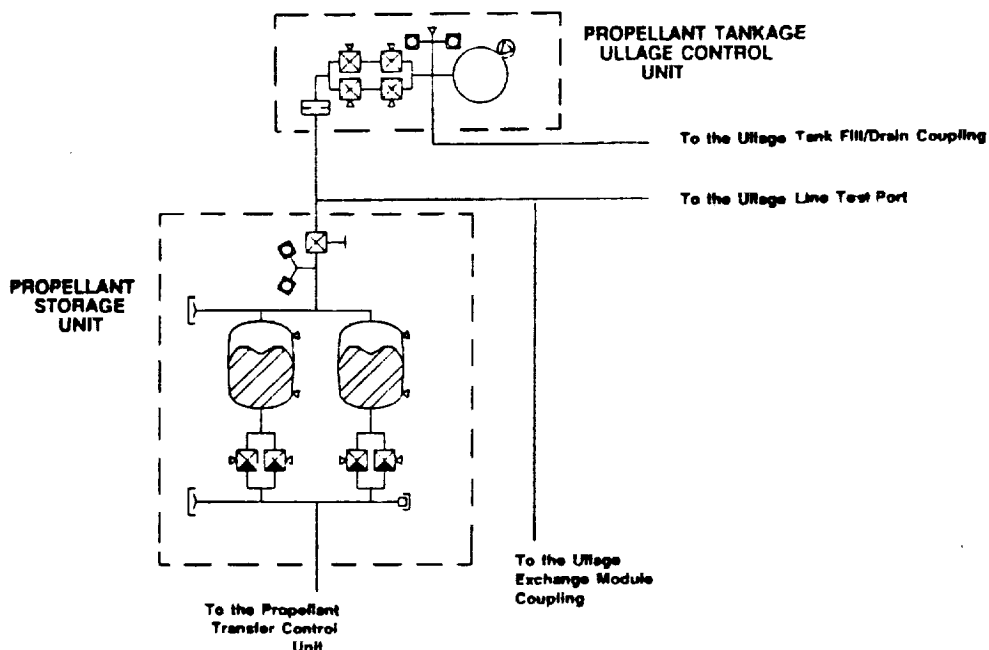 PROPELLANT TANKAGE
ULLAGE CONTROL
UNIT
To the Ullage Tank Fill/Drain Coupling
To the Ullage Line Test Port
PROPELLANT
STORAGE
UNIT
To the Ullage
Exchange Module
Coupling
To the Propellant
Transfer Control
Unit